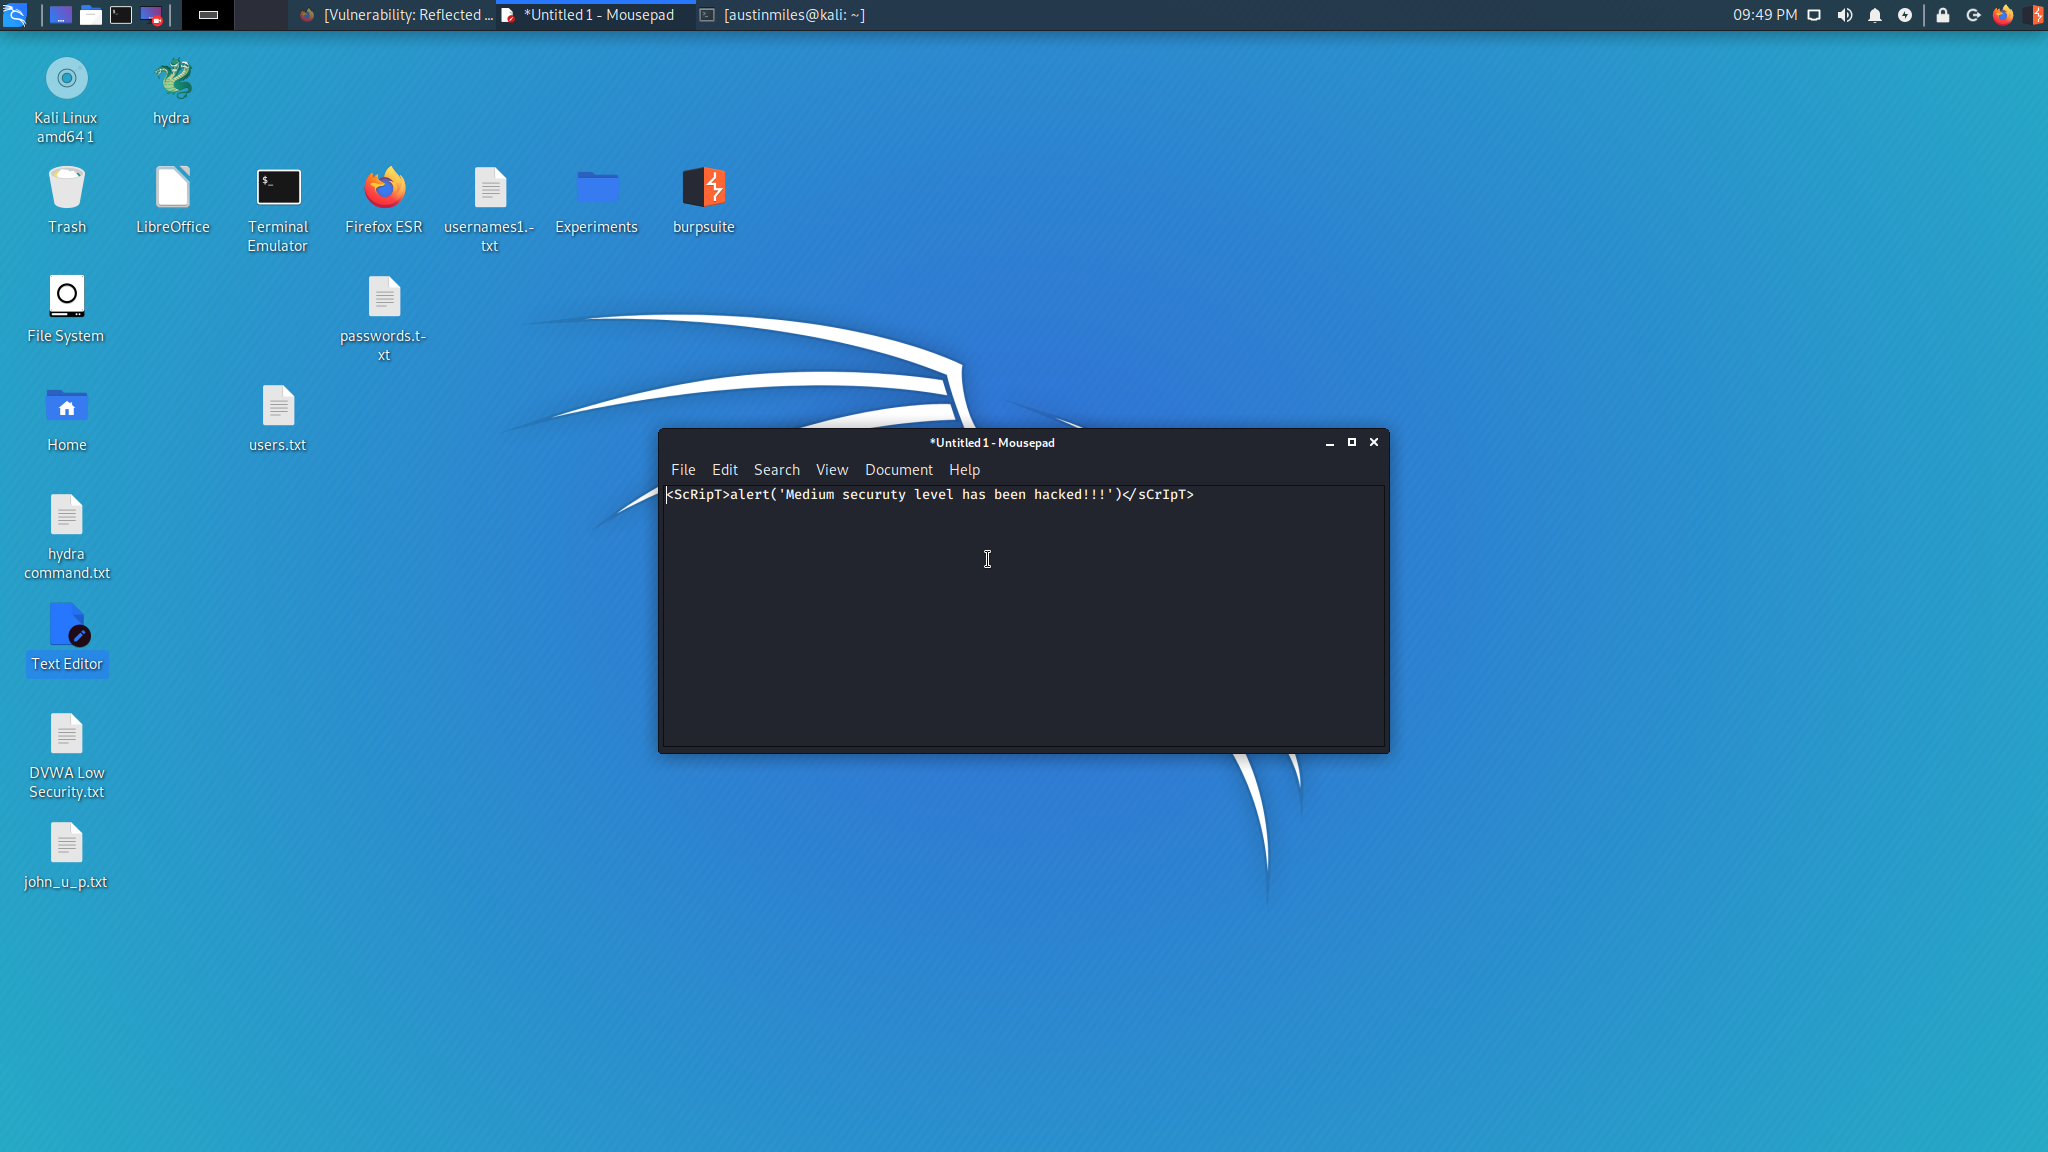 [Vulnerability: Reflected ...
*Untitled 1 - Mousepad
[austinmiles@kali: ~]
09:49 PM
Kali Linux
amd64 1
hydra
Trash
LibreOffice
Terminal
Emulator
Firefox ESR
usernames1.-
txt
Experiments
burpsuite
File System
passwords.t-
xt
Home
users.txt
*Untitled 1 - Mousepad
File Edit Search View Document Help
<ScRipT>alert('Medium securuty level has been hacked!!!')</sCrIpT>
hydra
command.txt
Text Editor
DVWA Low
Security.txt
john_u_p.txt